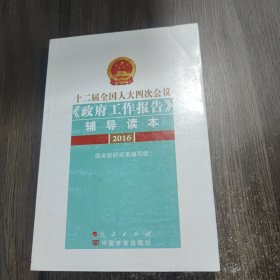 十二届全国人大四次会议
《政府工作报告》
辅导读本
2016
国务院研究室编写组
人民出版社
中国言实出版社